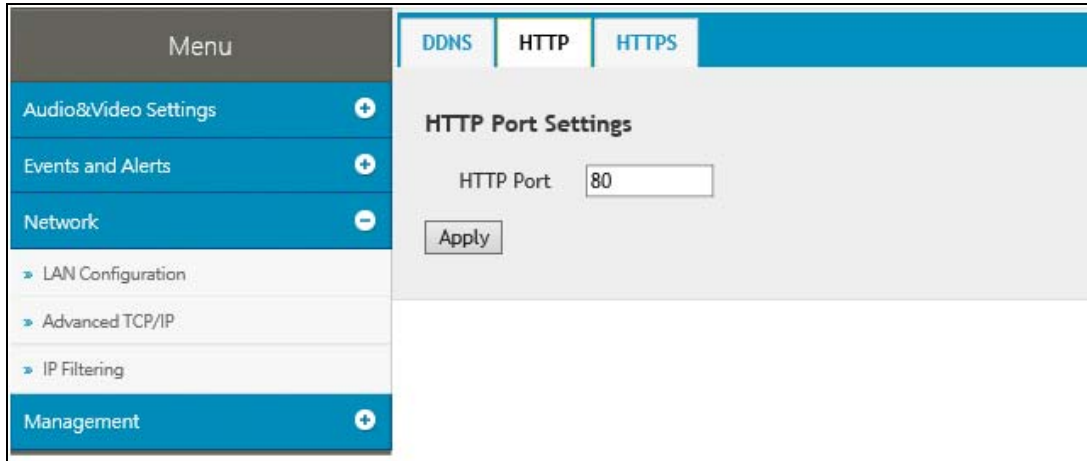 Menu
Audio&Video Settings
Events and Alerts
Network
LAN Configuration
Advanced TCP/IP
IP Filtering
Management
DDNS HTTP HTTPS
HTTP Port Settings
HTTP Port 80
Apply